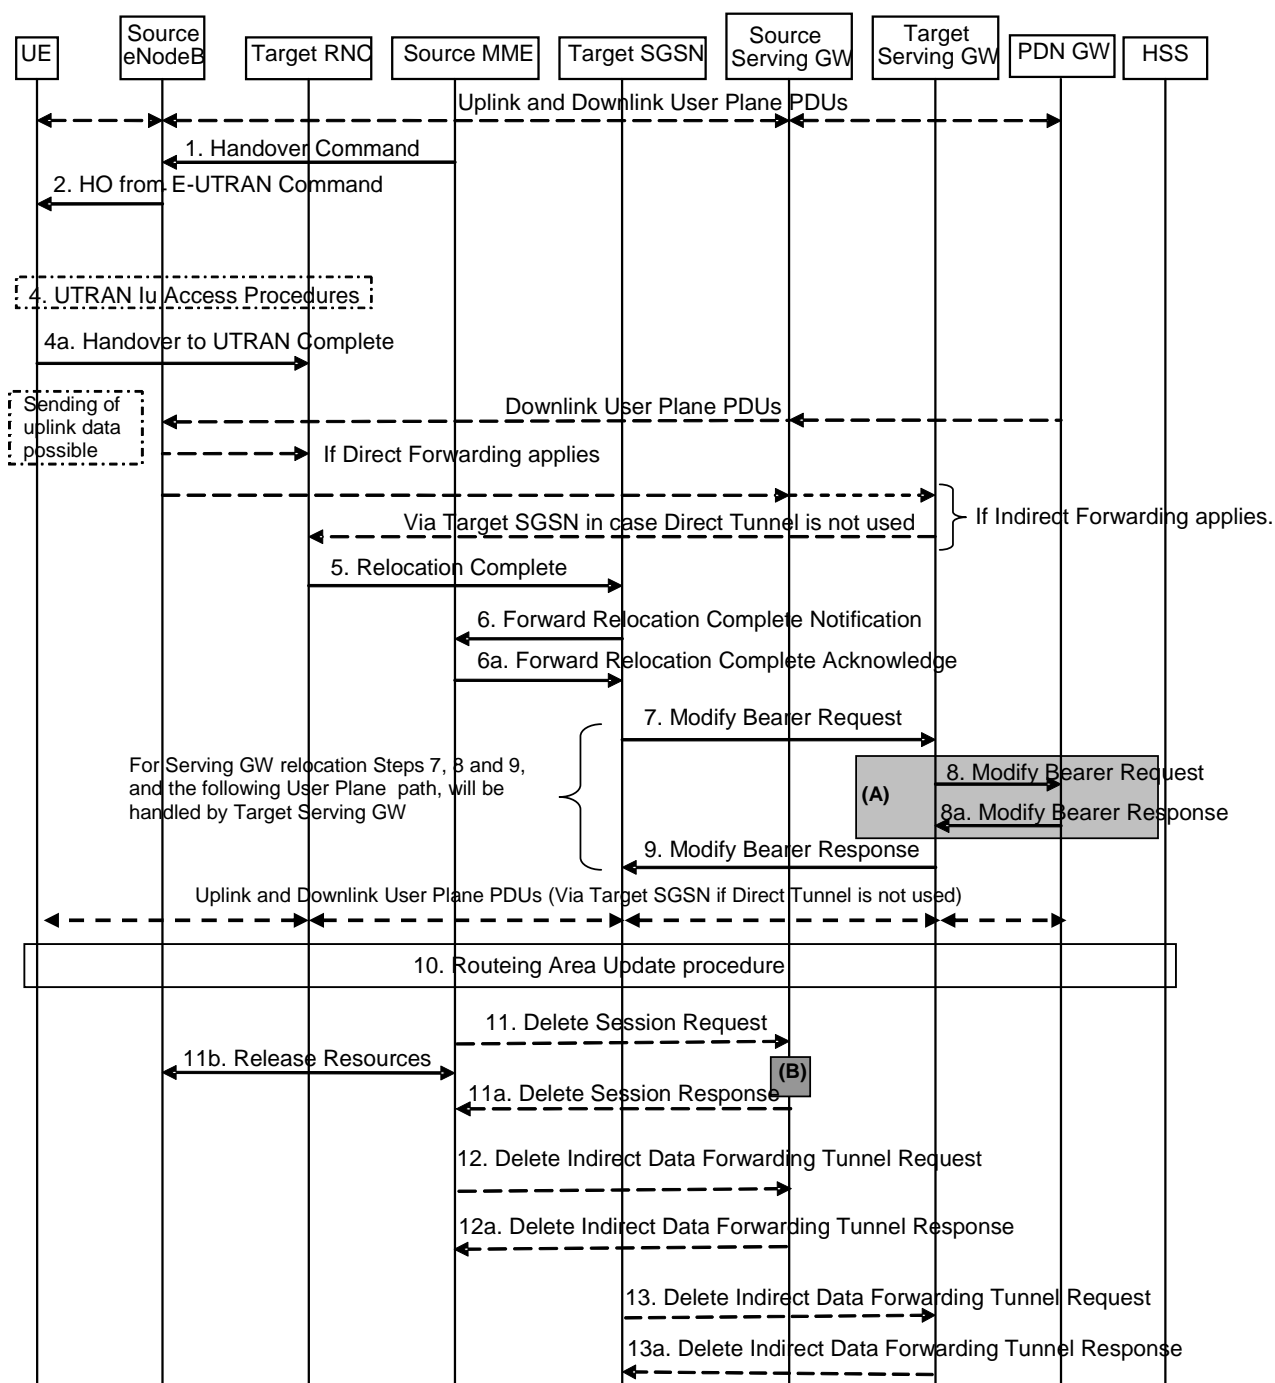 UE
Source
eNodeB
Target RNC
Source MME
Target SGSN
Source
Serving GW
Target
Serving GW
PDN GW
HSS
Uplink and Downlink User Plane PDUs
1. Handover Command
2. HO from E-UTRAN Command
4. UTRAN Iu Access Procedures
4a. Handover to UTRAN Complete
Sending of
uplink data
possible
Downlink User Plane PDUs
If Direct Forwarding applies
Via Target SGSN in case Direct Tunnel is not used
If Indirect Forwarding applies.
5. Relocation Complete
6. Forward Relocation Complete Notification
6a. Forward Relocation Complete Acknowledge
7. Modify Bearer Request
For Serving GW relocation Steps 7, 8 and 9,
and the following User Plane path, will be
handled by Target Serving GW
(A)
8. Modify Bearer Request
8a. Modify Bearer Response
9. Modify Bearer Response
Uplink and Downlink User Plane PDUs (Via Target SGSN if Direct Tunnel is not used)
10. Routeing Area Update procedure
11. Delete Session Request
11b. Release Resources
(B)
11a. Delete Session Response
12. Delete Indirect Data Forwarding Tunnel Request
12a. Delete Indirect Data Forwarding Tunnel Response
13. Delete Indirect Data Forwarding Tunnel Request
13a. Delete Indirect Data Forwarding Tunnel Response